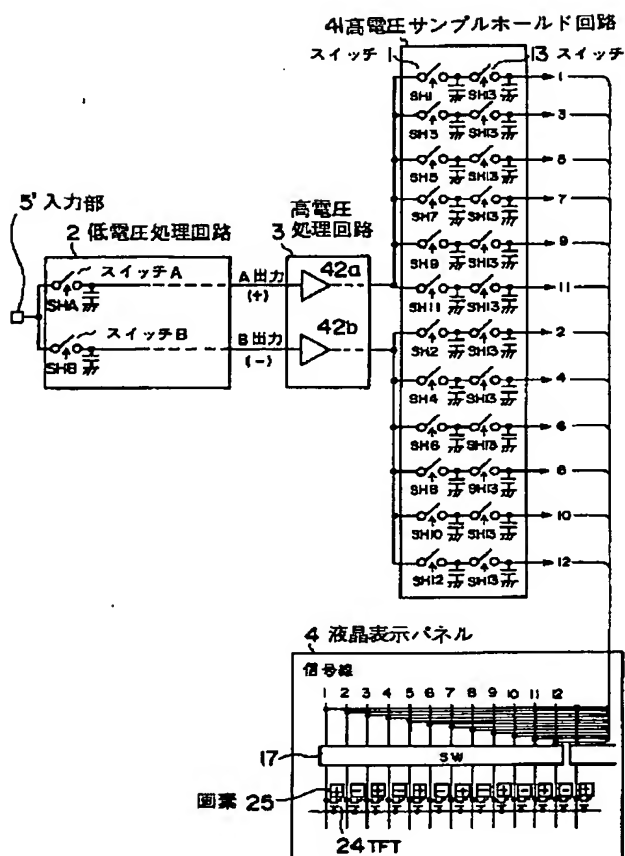 41高電圧サンプルホールド回路
スイッチ 1
13 スイッチ
SH1 SH13 1
SH3 SH13 3
SH5 SH13 5
SH7 SH13 7
SH9 SH13 9
SH11 SH13 11
SH2 SH13 2
SH4 SH13 4
SH6 SH13 6
SH8 SH13 8
SH10 SH13 10
SH12 SH13 12
5' 入力部
2 低電圧処理回路
スイッチA
SHA
スイッチB
SHB
A出力
(+)
B出力
(-)
高電圧
3 処理回路
42a
42b
4 液晶表示パネル
信号線
1 2 3 4 5 6 7 8 9 10 11 12
17
SW
画素 25
+ − + − + − + − + − + − +
24 TFT